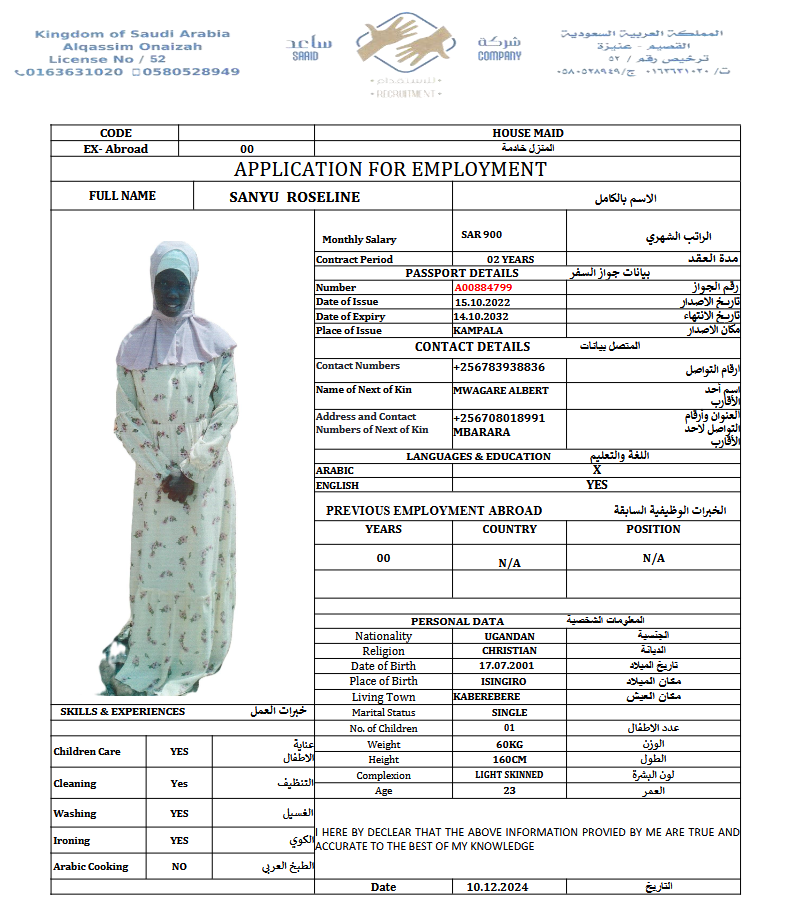 Kingdom of Saudi Arabia
Alqassim Onaizah
License No / 52
0163631020 0580528949
ساعد
SAAID
شركة
COMPANY
للاستقدام
• RECRUITMENT •
المملكة العربية السعودية
القصيم - عنيزة
ترخيص رقم / ٥٢
ت/ ٠١٦٣٦٣١٠٢٠ ج/ ٠٥٨٠٥٢٨٩٤٩
CODE HOUSE MAID
EX- Abroad 00 المنزل خادمة
APPLICATION FOR EMPLOYMENT
FULL NAME SANYU ROSELINE الاسم بالكامل
Monthly Salary SAR 900 الراتب الشهري
Contract Period 02 YEARS مدة العقد
PASSPORT DETAILS بيانات جواز السفر
Number A00884799 رقم الجواز
Date of Issue 15.10.2022 تاريخ الاصدار
Date of Expiry 14.10.2032 تاريخ الانتهاء
Place of Issue KAMPALA مكان الاصدار
CONTACT DETAILS المتصل بيانات
Contact Numbers +256783938836 ارقام التواصل
Name of Next of Kin MWAGARE ALBERT اسم أحد
الأقارب
Address and Contact +256708018991 العنوان وأرقام
Numbers of Next of Kin MBARARA التواصل لاحد
الأقارب
LANGUAGES & EDUCATION اللغة والتعليم
ARABIC X
ENGLISH YES
PREVIOUS EMPLOYMENT ABROAD الخبرات الوظيفية السابقة
YEARS COUNTRY POSITION
00 N/A N/A
PERSONAL DATA المعلومات الشخصية
Nationality UGANDAN الجنسية
Religion CHRISTIAN الديانة
Date of Birth 17.07.2001 تاريخ الميلاد
Place of Birth ISINGIRO مكان الميلاد
Living Town KABEREBERE مكان العيش
Marital Status SINGLE
No. of Children 01 عدد الاطفال
Weight 60KG الوزن
Height 160CM الطول
Complexion LIGHT SKINNED لون البشرة
Age 23 العمر
SKILLS & EXPERIENCES خبرات العمل
Children Care YES عناية
الاطفال
Cleaning Yes التنظيف
Washing YES الغسيل
Ironing YES الكوي
Arabic Cooking NO الطبخ العربي
I HERE BY DECLEAR THAT THE ABOVE INFORMATION PROVIED BY ME ARE TRUE AND
ACCURATE TO THE BEST OF MY KNOWLEDGE
Date 10.12.2024 التاريخ